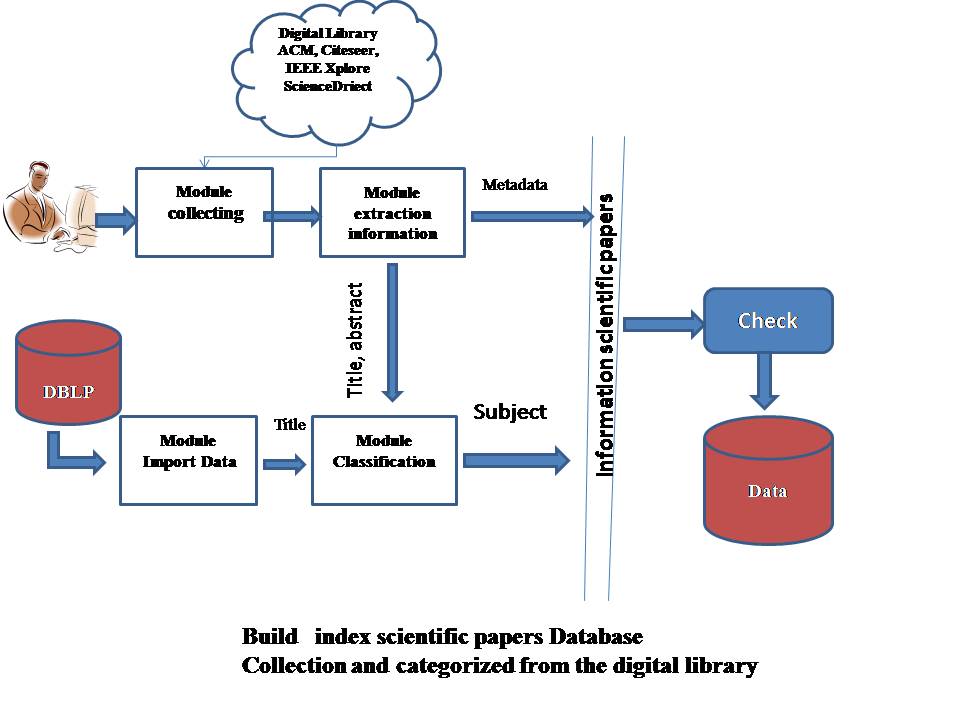 Digital Library
ACM, Citeseer,
IEEE Xplore
ScienceDriect
Module
collecting
Module
extraction
information
Metadata
Information scientific papers
Check
Title, abstract
DBLP
Module
Import Data
Title
Module
Classification
Subject
Data
Build index scientific papers Database
Collection and categorized from the digital library